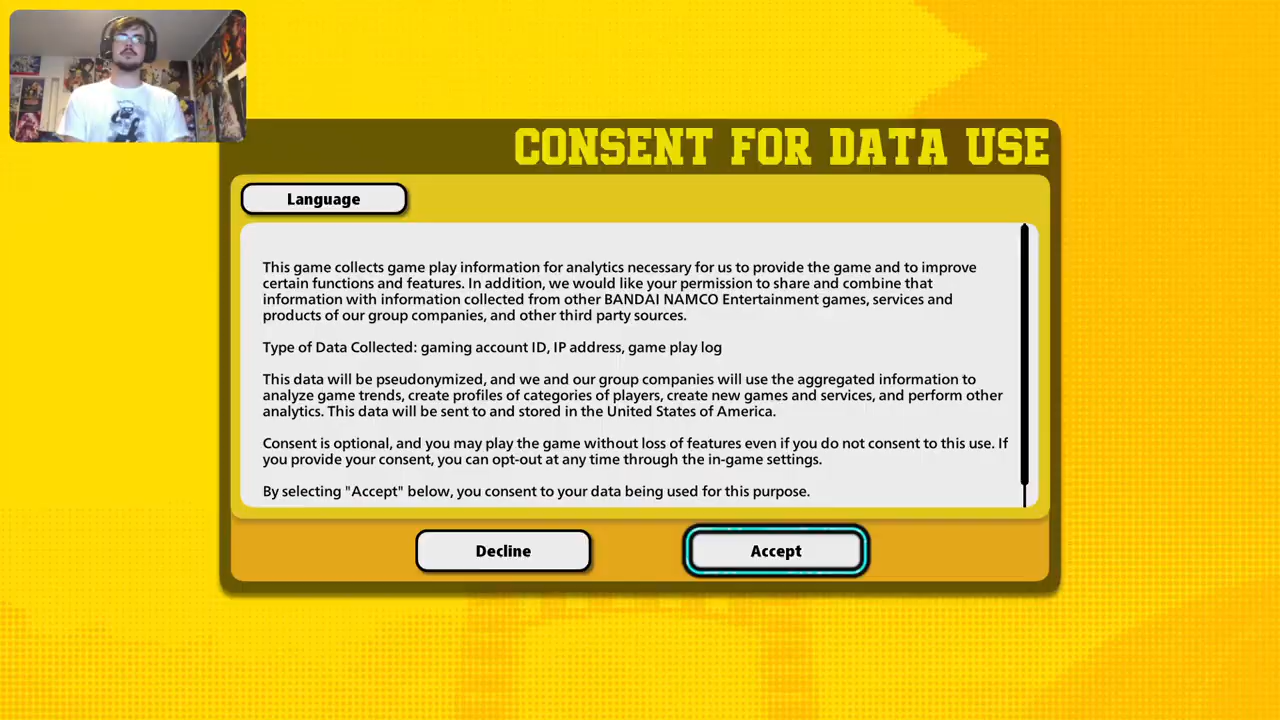 CONSENT FOR DATA USE
Language
This game collects game play information for analytics necessary for us to provide the game and to improve
certain functions and features. In addition, we would like your permission to share and combine that
information with information collected from other BANDAI NAMCO Entertainment games, services and
products of our group companies, and other third party sources.
Type of Data Collected: gaming account ID, IP address, game play log
This data will be pseudonymized, and we and our group companies will use the aggregated information to
analyze game trends, create profiles of categories of players, create new games and services, and perform other
analytics. This data will be sent to and stored in the United States of America.
Consent is optional, and you may play the game without loss of features even if you do not consent to this use. If
you provide your consent, you can opt-out at any time through the in-game settings.
By selecting "Accept" below, you consent to your data being used for this purpose.
Decline
Accept